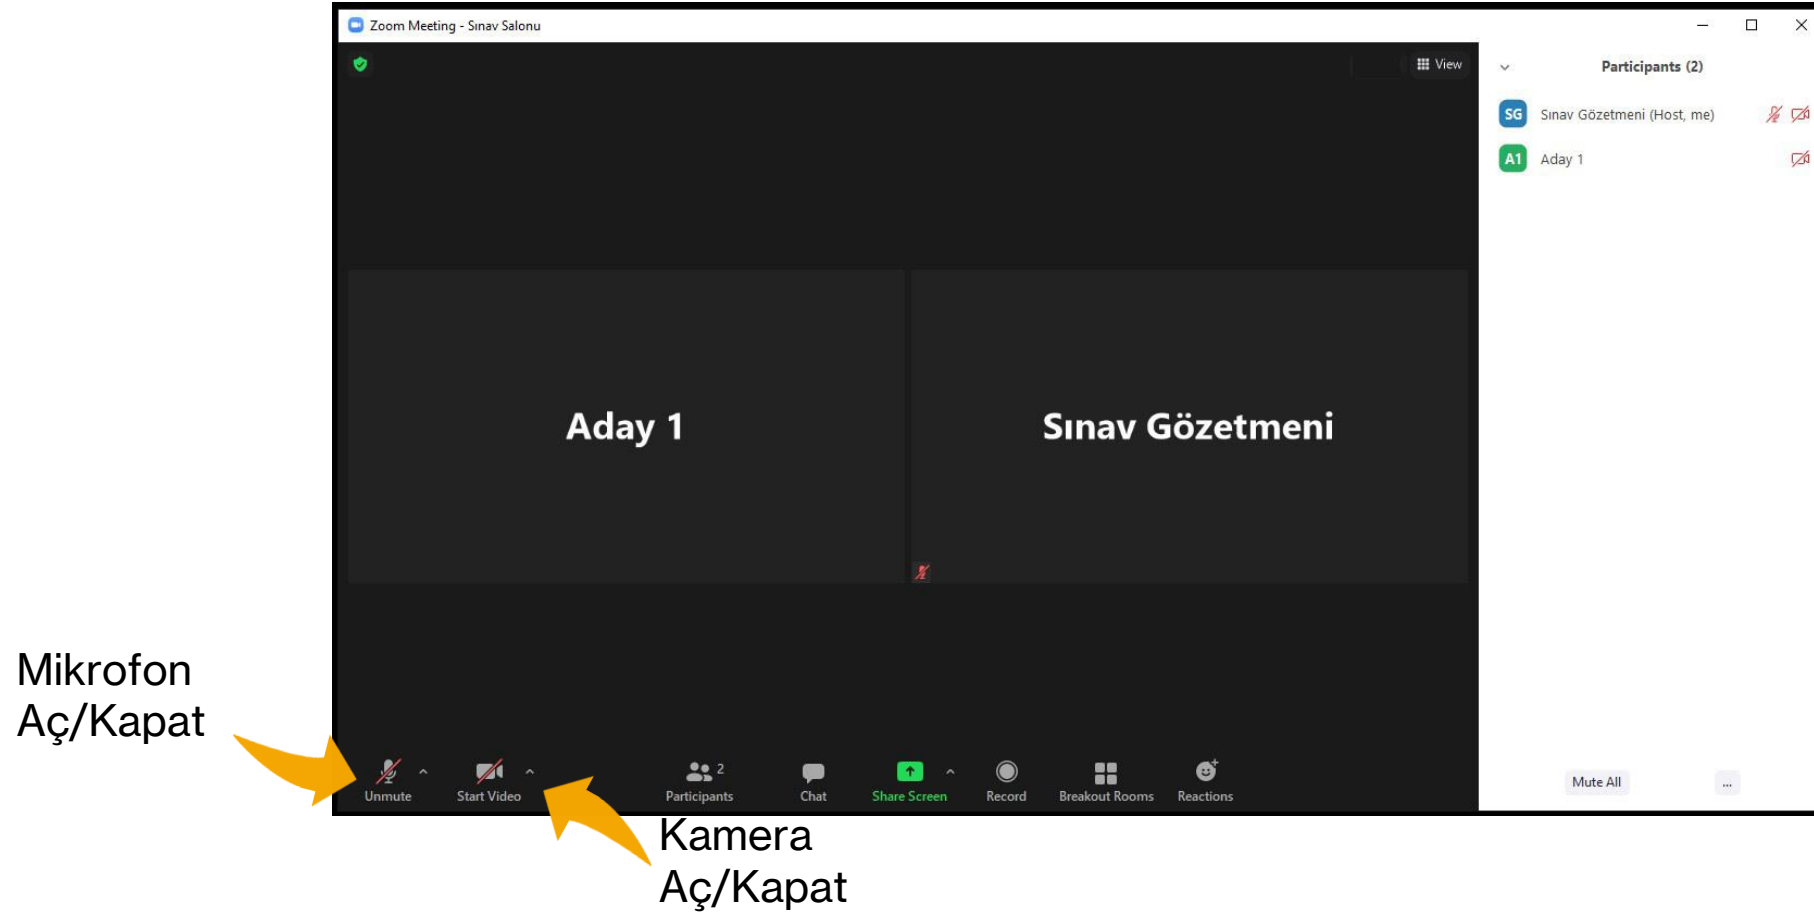 Zoom Meeting - Sınav Salonu
View
Participants (2)
SG Sınav Gözetmeni (Host, me)
A1 Aday 1
Aday 1
Sınav Gözetmeni
Mikrofon
Aç/Kapat
2
Unmute
Start Video
Participants
Chat
Share Screen
Record
Breakout Rooms
Reactions
Mute All
...
Kamera
Aç/Kapat